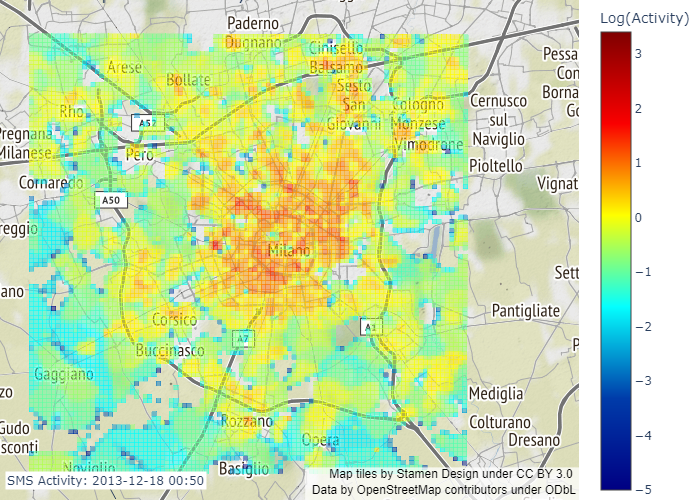 Log(Activity)
3
2
1
0
−1
−2
−3
−4
−5
Paderno
Dugnano
Cinisello
Balsamo
Pessa
Con
Borna
Go
Arese
Bollate
Sesto
San
Giovanni
Cologno
Monzese
Cernusco
sul
Naviglio
Rho
A52
Pregnana
Milanese
Pero
Vimodrone
Pioltello
Cornaredo
A50
Vignat
reggio
Milano
Sett
ano
Pantigliate
Corsico
A7
A1
Buccinasco
P
Gaggiano
zo
Mediglia
Gudo
sconti
Rozzano
Opera
Colturano
Dresano
Noviglio
Basiglio
SMS Activity: 2013-12-18 00:50
Map tiles by Stamen Design under CC BY 3.0
Data by OpenStreetMap contributors under ODbL